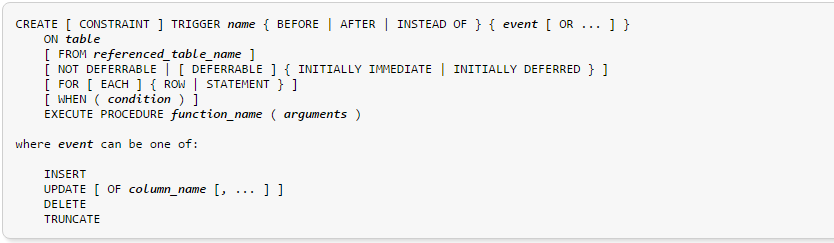 CREATE [ CONSTRAINT ] TRIGGER name { BEFORE | AFTER | INSTEAD OF } { event [ OR ... ] }
    ON table
    [ FROM referenced_table_name ]
    [ NOT DEFERRABLE | [ DEFERRABLE ] { INITIALLY IMMEDIATE | INITIALLY DEFERRED } ]
    [ FOR [ EACH ] { ROW | STATEMENT } ]
    [ WHEN ( condition ) ]
    EXECUTE PROCEDURE function_name ( arguments )

where event can be one of:

    INSERT
    UPDATE [ OF column_name [, ... ] ]
    DELETE
    TRUNCATE